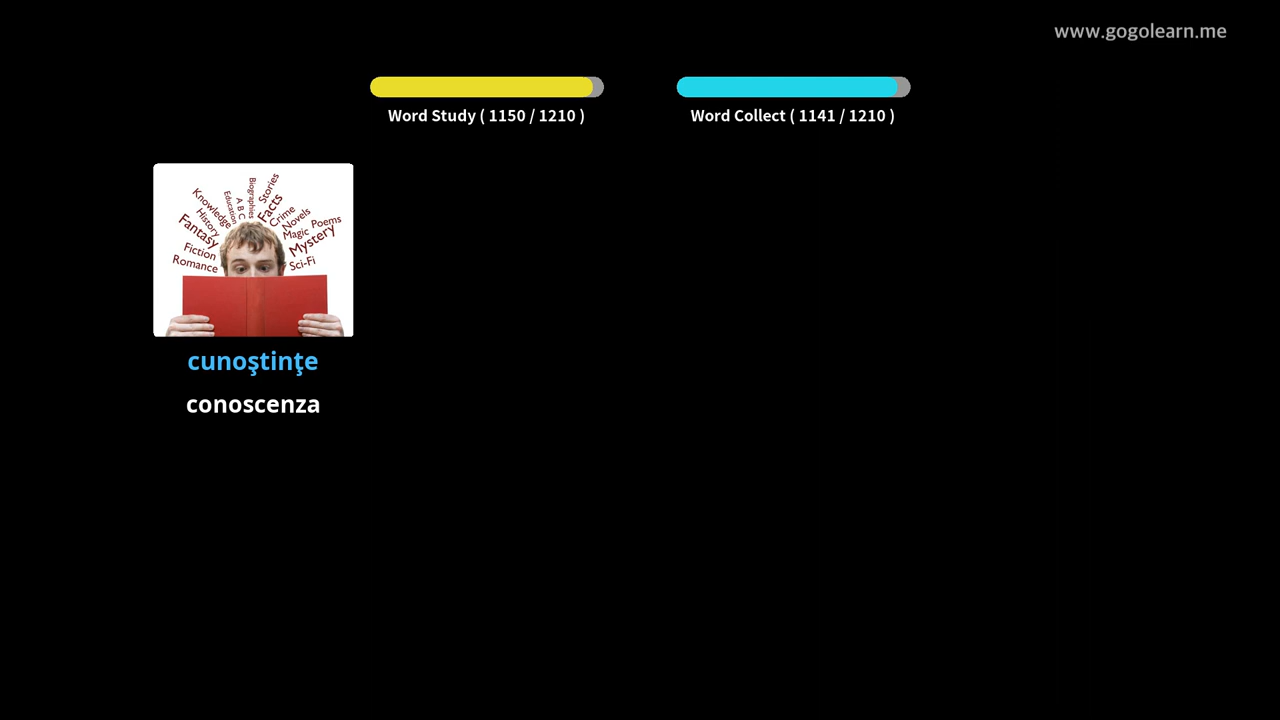 www.gogolearn.me
Word Study ( 1150 / 1210 )
Word Collect ( 1141 / 1210 )
Knowledge
History
Fantasy
Fiction
Romance
Education
A B C
Biographies
Stories
Facts
Crime
Novels
Magic
Poems
Mystery
Sci-Fi
cunoştinţe
conoscenza